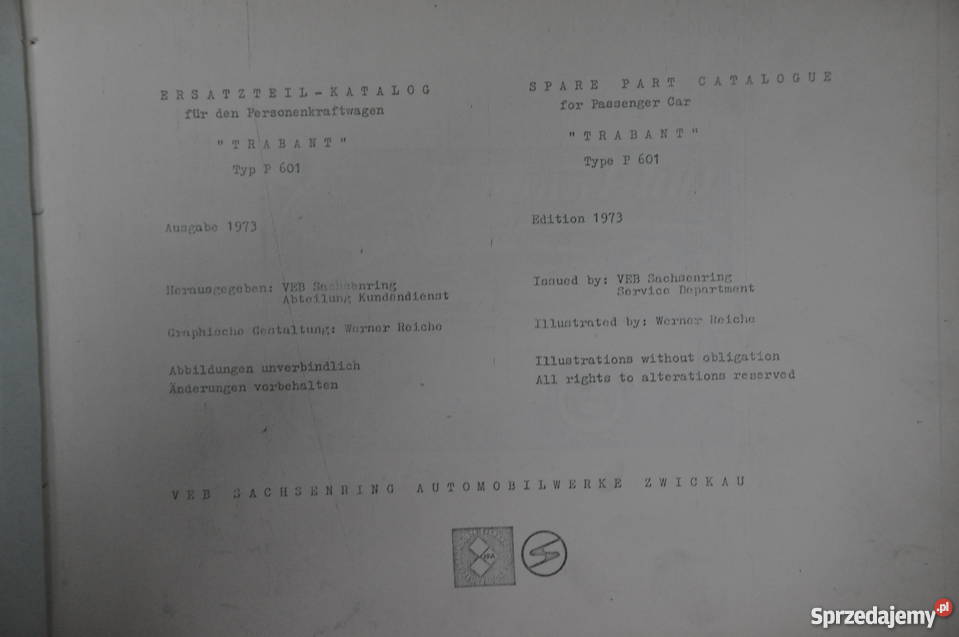 ERSATZTEIL-KATALOG
für den Personenkraftwagen
"TRABANT"
Typ P 601
Ausgabe 1973
Herausgegeben: VEB Sachsenring
Abteilung Kundendienst
Graphische Gestaltung: Werner Reiche
Abbildungen unverbindlich
Änderungen vorbehalten
SPARE PART CATALOGUE
for Passenger Car
"TRABANT"
Type P 601
Edition 1973
Issued by: VEB Sachsenring
Service Department
Illustrated by: Werner Reiche
Illustrations without obligation
All rights to alterations reserved
VEB SACHSENRING AUTOMOBILWERKE ZWICKAU
IFA
Sprzedajemy.pl